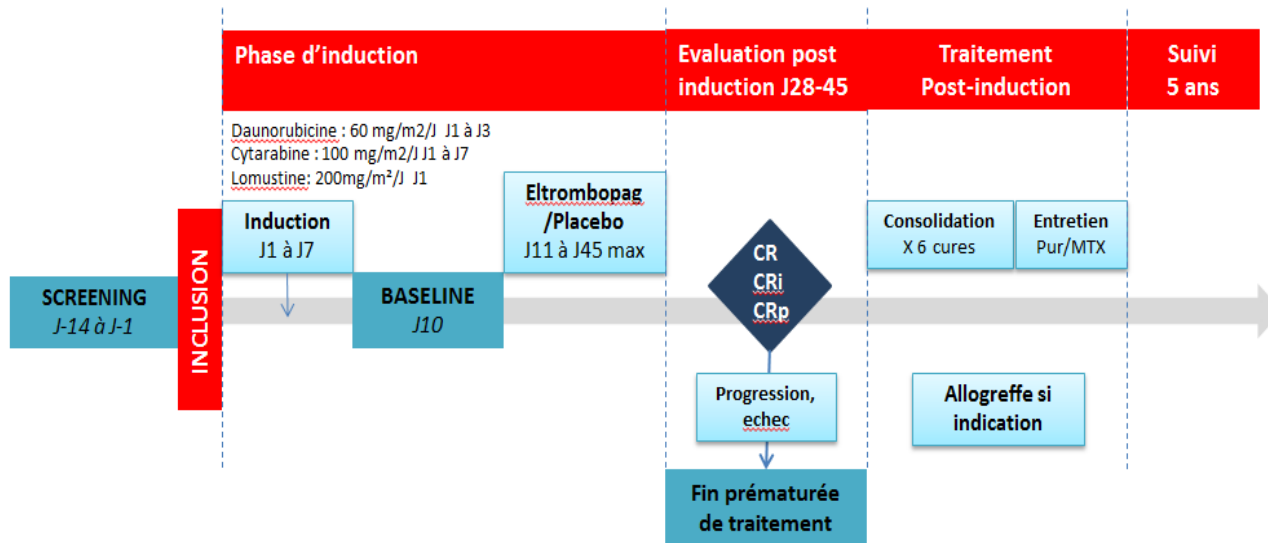 Phase d’induction
Evaluation post
induction J28-45
Traitement
Post-induction
Suivi
5 ans
Daunorubicine : 60 mg/m2/J J1 à J3
Cytarabine : 100 mg/m2/J J1 à J7
Lomustine: 200mg/m²/J J1
SCREENING
J-14 à J-1
INCLUSION
Induction
J1 à J7
BASELINE
J10
Eltrombopag
/Placebo
J11 à J45 max
CR
CRi
CRp
Progression,
echec
Fin prématurée
de traitement
Consolidation
X 6 cures
Entretien
Pur/MTX
Allogreffe si
indication